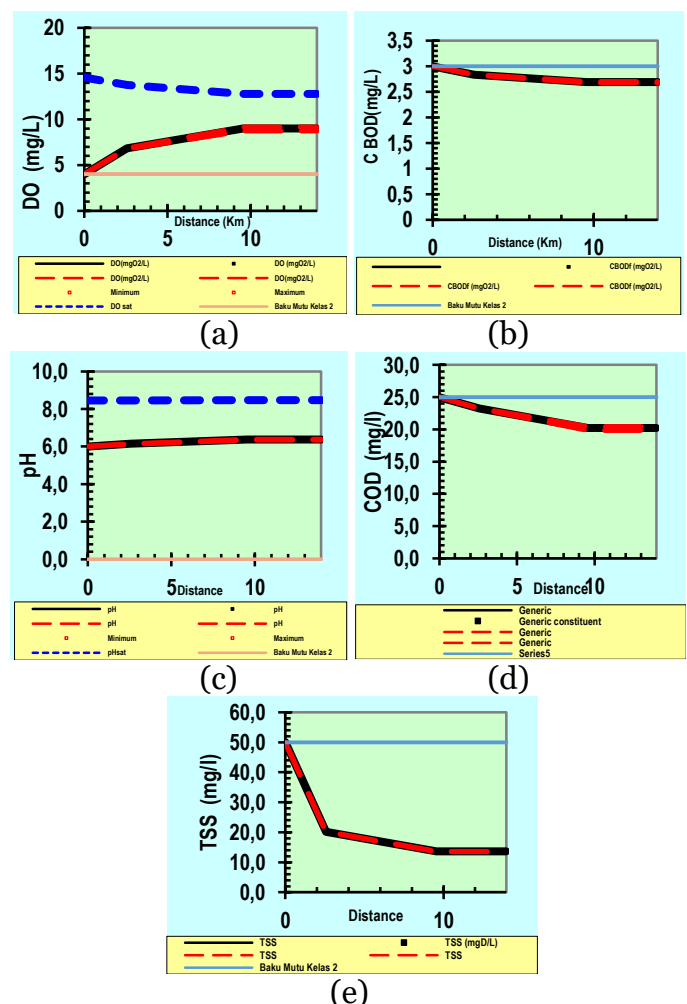 20
15
10
5
0
DO (mg/L)
0 5 10
Distance (Km)
DO(mgO2/L) DO (mgO2/L)
DO(mgO2/L) DO(mgO2/L)
Minimum Maximum
DO sat Baku Mutu Kelas 2
(a)
3,5
3
2,5
2
1,5
1
0,5
0
C BOD(mg/L)
0 10
Distance (Km)
CBODf (mgO2/L)
CBODf (mgO2/L) CBODf (mgO2/L)
Baku Mutu Kelas 2
(b)
10,0
8,0
6,0
4,0
2,0
0,0
pH
0 5 10
Distance
pH pH
pH pH
Minimum Maximum
pHsat Baku Mutu Kelas 2
(c)
30,0
25,0
20,0
15,0
10,0
5,0
0,0
COD (mg/l)
0 5 10
Distance
Generic
Generic constituent
Generic
Generic
Series5
(d)
60,0
50,0
40,0
30,0
20,0
10,0
0,0
TSS (mg/l)
0 10
Distance
TSS TSS (mgD/L)
TSS TSS
Baku Mutu Kelas 2
(e)